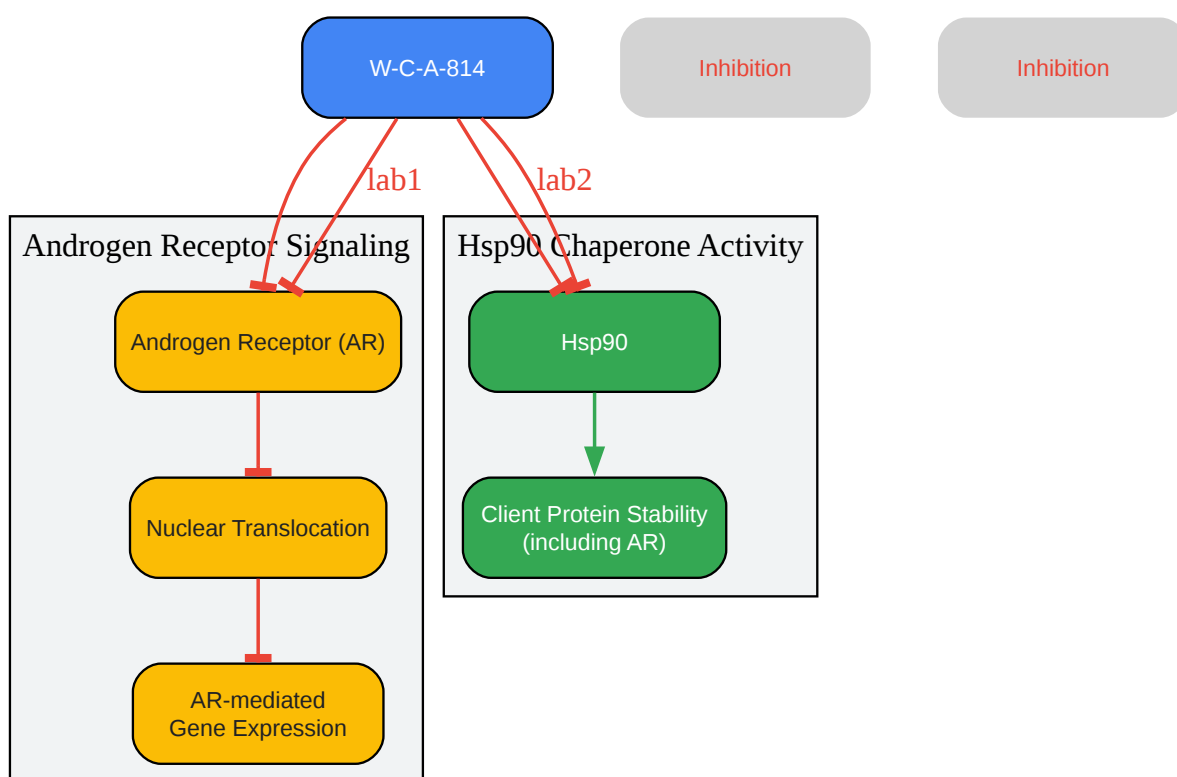 W-C-A-814
Inhibition
Inhibition
lab1
lab2
Androgen Receptor Signaling
Hsp90 Chaperone Activity
Androgen Receptor (AR)
Hsp90
Nuclear Translocation
Client Protein Stability
(including AR)
AR-mediated
Gene Expression